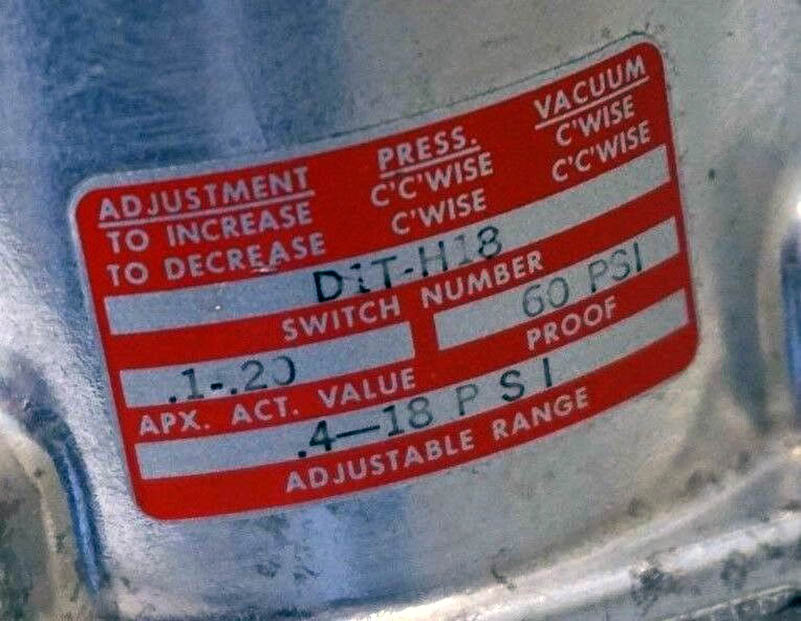 ADJUSTMENT PRESS. VACUUM
TO INCREASE C'C'WISE C'WISE
TO DECREASE C'WISE C'C'WISE
D1T-H18
SWITCH NUMBER
.1-.20 60 PSI
APX. ACT. VALUE PROOF
.4—18 PSI
ADJUSTABLE RANGE